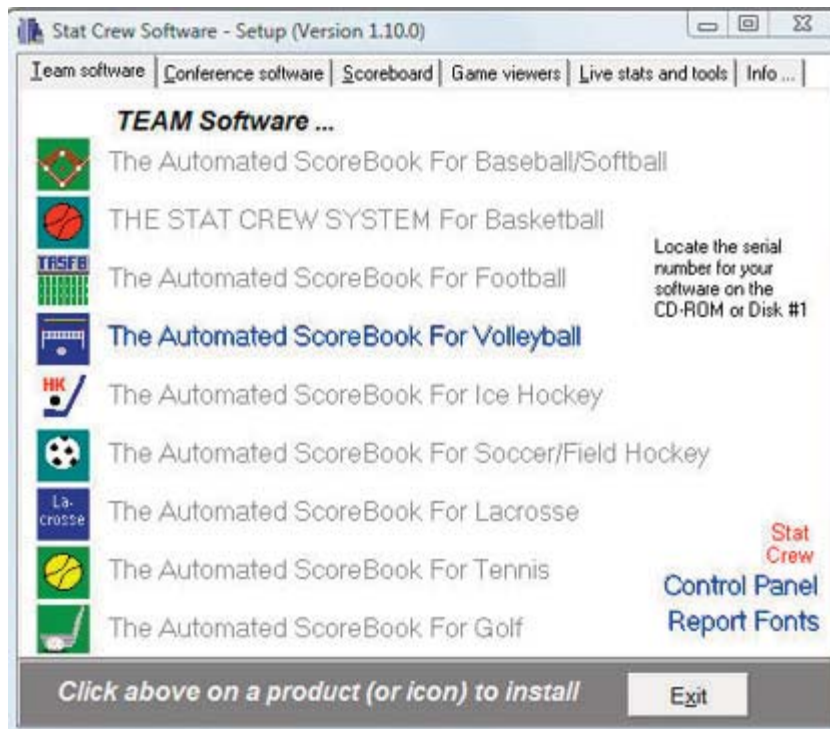 Stat Crew Software - Setup (Version 1.10.0)
Team software Conference software Scoreboard Game viewers Live stats and tools Info ...
TEAM Software ...
The Automated ScoreBook For Baseball/Softball
THE STAT CREW SYSTEM For Basketball
Locate the serial
number for your
software on the
CD-ROM or Disk #1
TASFB
The Automated ScoreBook For Football
The Automated ScoreBook For Volleyball
HK
The Automated ScoreBook For Ice Hockey
The Automated ScoreBook For Soccer/Field Hockey
La-
crosse
The Automated ScoreBook For Lacrosse
The Automated ScoreBook For Tennis
The Automated ScoreBook For Golf
Stat
Crew
Control Panel
Report Fonts
Click above on a product (or icon) to install
Exit